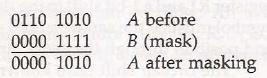 0110 1010 A before
0000 1111 B (mask)
0000 1010 A after masking